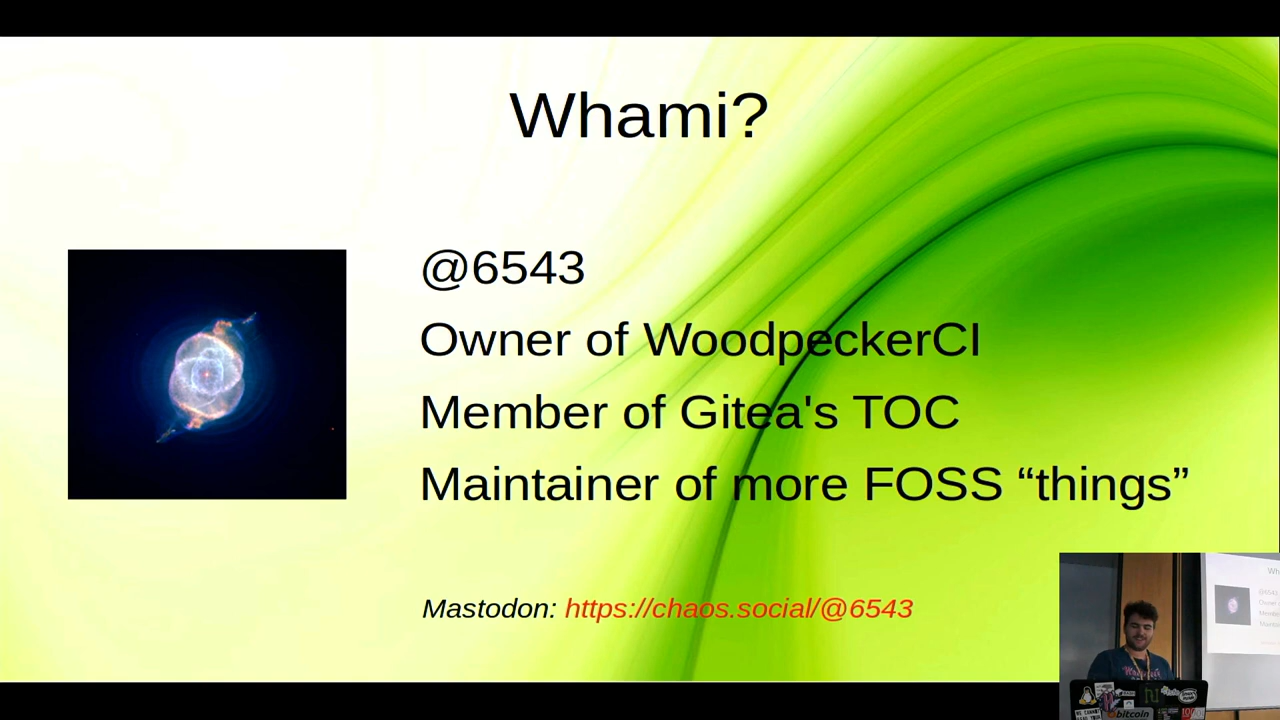 Whami?
@6543
Owner of WoodpeckerCI
Member of Gitea's TOC
Maintainer of more FOSS “things”
Mastodon: https://chaos.social/@6543
bitcoin